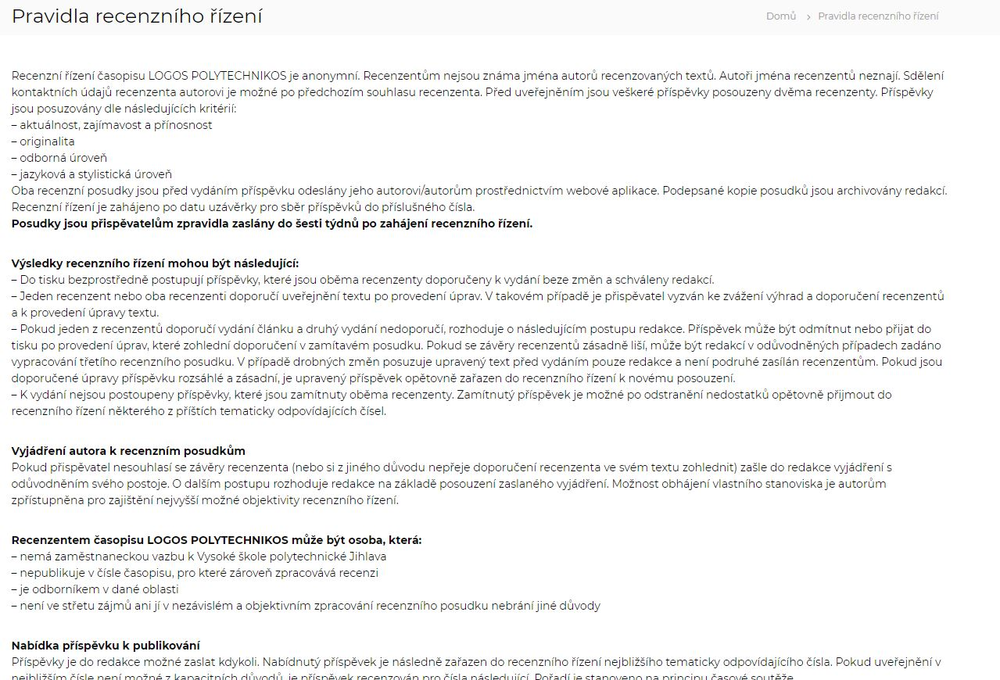 Pravidla recenzního řízení
Domů > Pravidla recenzního řízení
Recenzní řízení časopisu LOGOS POLYTECHNIKOS je anonymní. Recenzentům nejsou známa jména autorů recenzovaných textů. Autoři jména recenzentů neznají. Sdělení
kontaktních údajů recenzenta autorovi je možné po předchozím souhlasu recenzenta. Před uveřejněním jsou veškeré příspěvky posouzeny dvěma recenzenty. Příspěvky
jsou posuzovány dle následujících kritérií:
– aktuálnost, zajímavost a přínosnost
– originalita
– odborná úroveň
– jazyková a stylistická úroveň
Oba recenzní posudky jsou před vydáním příspěvku odeslány jeho autorovi/autorům prostřednictvím webové aplikace. Podepsané kopie posudků jsou archivovány redakcí.
Recenzní řízení je zahájeno po datu uzávěrky pro sběr příspěvků do příslušného čísla.
Posudky jsou přispěvatelům zpravidla zaslány do šesti týdnů po zahájení recenzního řízení.
Výsledky recenzního řízení mohou být následující:
– Do tisku bezprostředně postupují příspěvky, které jsou oběma recenzenty doporučeny k vydání beze změn a schváleny redakcí.
– Jeden recenzent nebo oba recenzenti doporučí uveřejnění textu po provedení úprav. V takovém případě je přispěvatel vyzván ke zvážení výhrad a doporučení recenzentů
a k provedení úpravy textu.
– Pokud jeden z recenzentů doporučí vydání článku a druhý vydání nedoporučí, rozhoduje o následujícím postupu redakce. Příspěvek může být odmítnut nebo přijat do
tisku po provedení úprav, které zohlední doporučení v zamítavém posudku. Pokud se závěry recenzentů zásadně liší, může být redakcí v odůvodněných případech zadáno
vypracování třetího recenzního posudku. V případě drobných změn posuzuje upravený text před vydáním pouze redakce a není podruhé zasílán recenzentům. Pokud jsou
doporučené úpravy příspěvku rozsáhlé a zásadní, je upravený příspěvek opětovně zařazen do recenzního řízení k novému posouzení.
– K vydání nejsou postoupeny příspěvky, které jsou zamítnuty oběma recenzenty. Zamítnutý příspěvek je možné po odstranění nedostatků opětovně přijmout do
recenzního řízení některého z příštích tematicky odpovídajících čísel.
Vyjádření autora k recenzním posudkům
Pokud přispěvatel nesouhlasí se závěry recenzenta (nebo si z jiného důvodu nepřeje doporučení recenzenta ve svém textu zohlednit) zašle do redakce vyjádření s
odůvodněním svého postoje. O dalším postupu rozhoduje redakce na základě posouzení zaslaného vyjádření. Možnost obhájení vlastního stanoviska je autorům
zpřístupněna pro zajištění nejvyšší možné objektivity recenzního řízení.
Recenzentem časopisu LOGOS POLYTECHNIKOS může být osoba, která:
– nemá zaměstnaneckou vazbu k Vysoké škole polytechnické Jihlava
– nepublikuje v čísle časopisu, pro které zároveň zpracovává recenzi
– je odborníkem v dané oblasti
– není ve střetu zájmů ani jí v nezávislém a objektivním zpracování recenzního posudku nebrání jiné důvody
Nabídka příspěvku k publikování
Příspěvky je do redakce možné zaslat kdykoli. Nabídnutý příspěvek je následně zařazen do recenzního řízení nejbližšího tematicky odpovídajícího čísla. Pokud uveřejnění v
nejbližším čísle není možné z kapacitních důvodů, je příspěvek recenzován pro čísla následující. Pořadí je stanoveno na principu časové soutěže.